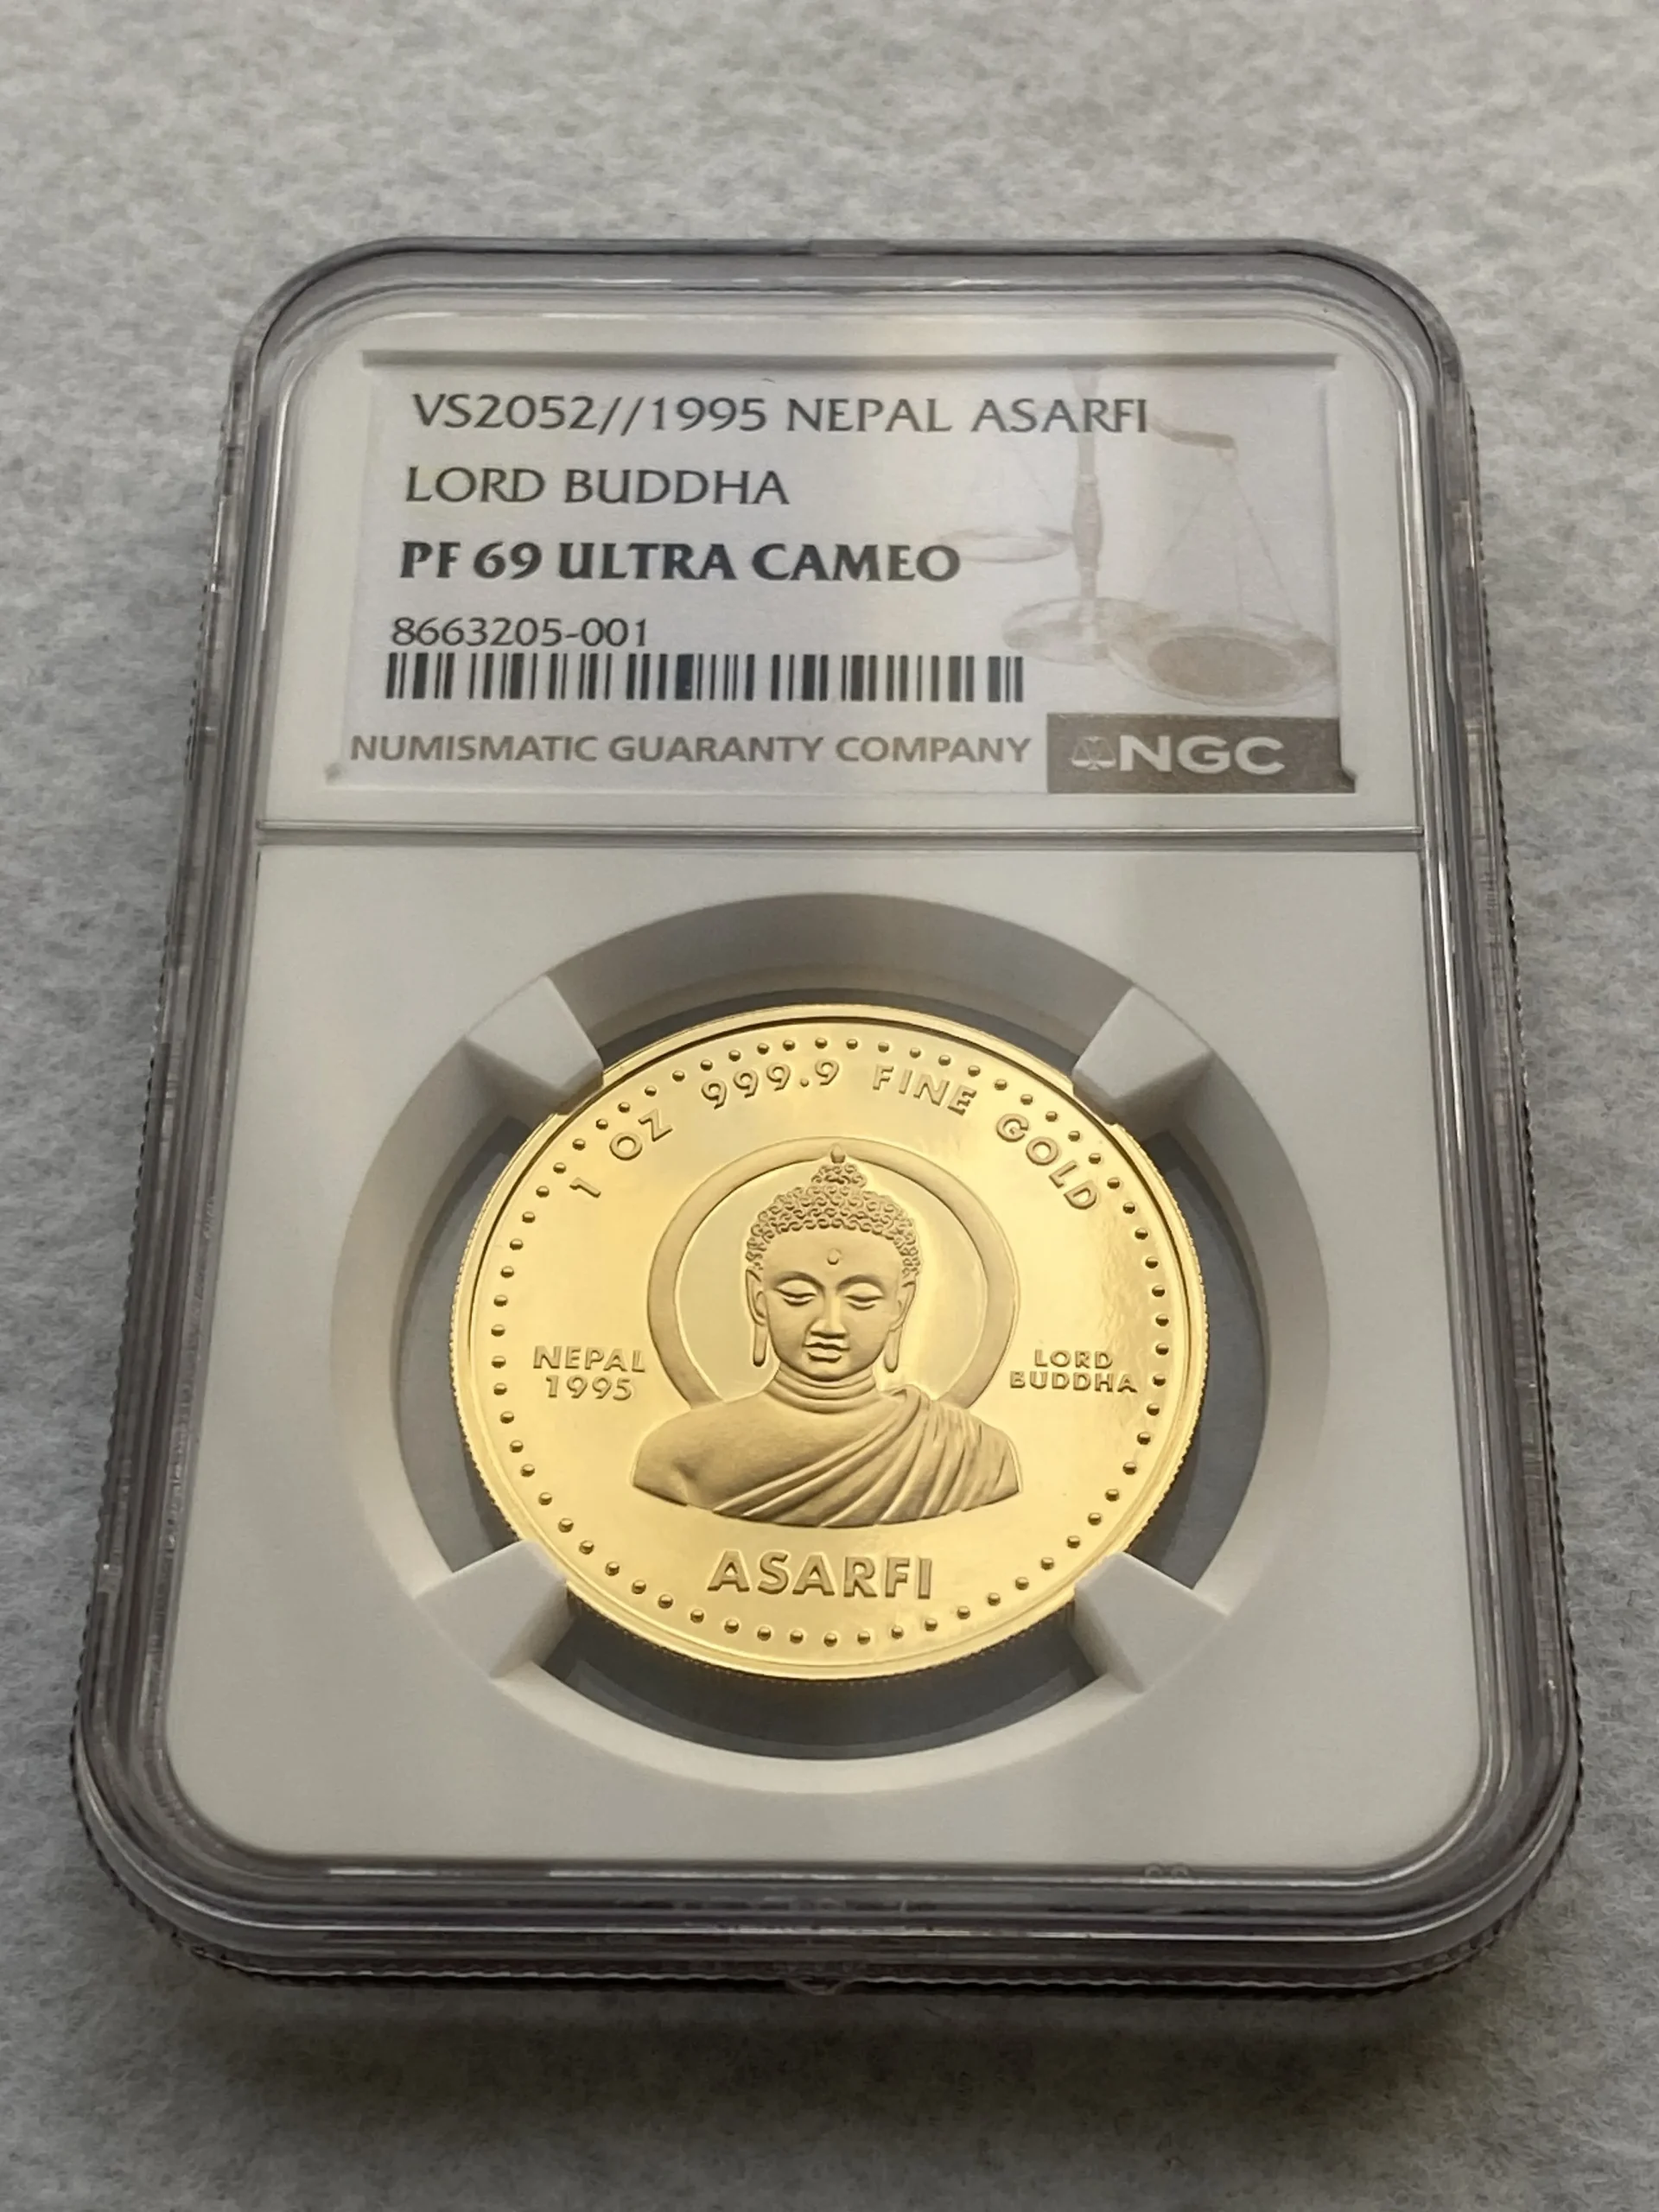 VS2052//1995 NEPAL ASARFI
LORD BUDDHA
PF 69 ULTRA CAMEO
8663205-001
NUMISMATIC GUARANTY COMPANY
NGC
1 OZ 999.9 FINE GOLD
NEPAL
1995
LORD
BUDDHA
ASARFI